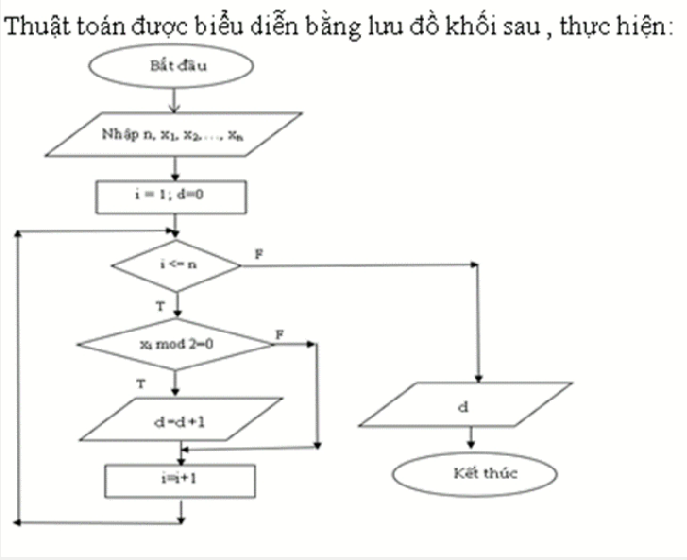 Thuật toán được biểu diễn bằng lưu đồ khối sau , thực hiện:
Bắt đầu
Nhập n, x₁, x₂,…, xₙ
i = 1; d=0
i <= n
F
T
xᵢ mod 2=0
F
T
d=d+1
i=i+1
d
Kết thúc